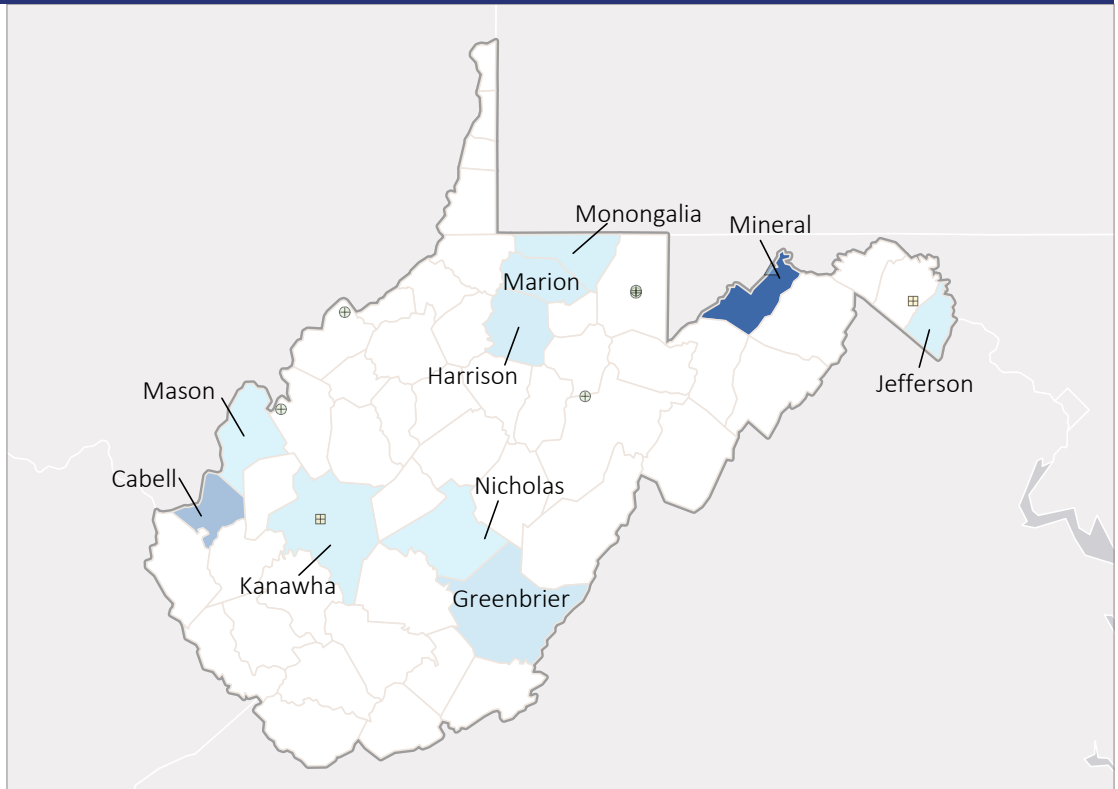 Monongalia
Mineral
Marion
Harrison
Jefferson
Mason
Cabell
Nicholas
Kanawha
Greenbrier